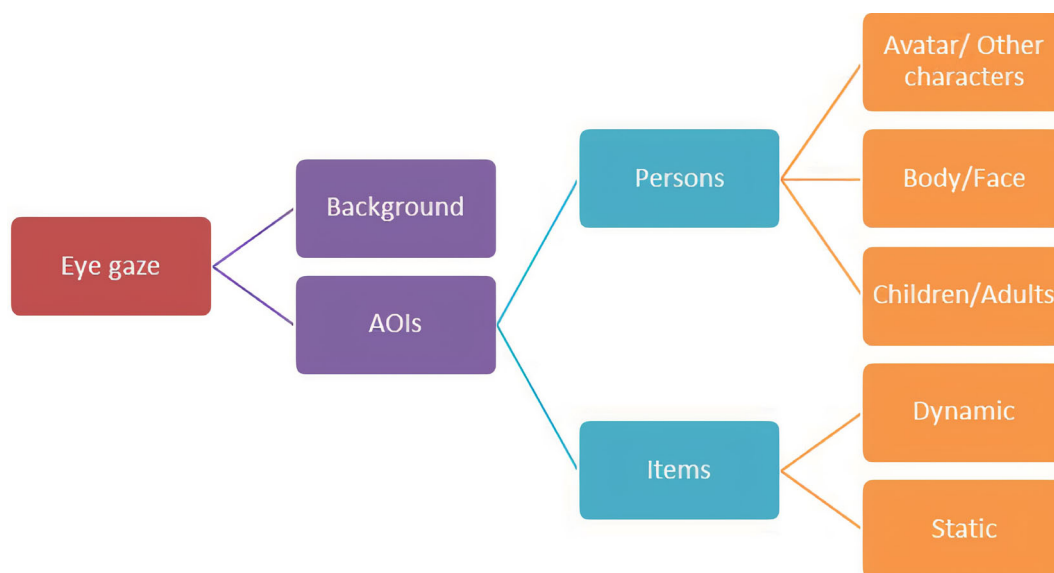 Eye gaze
Background
AOIs
Persons
Items
Avatar/ Other
characters
Body/Face
Children/Adults
Dynamic
Static